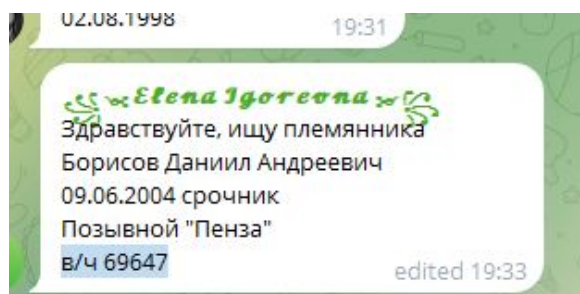 02.08.1998
19:31
Elena Igorevna
Здравствуйте, ищу племянника
Борисов Даниил Андреевич
09.06.2004 срочник
Позывной "Пенза"
в/ч 69647
edited 19:33